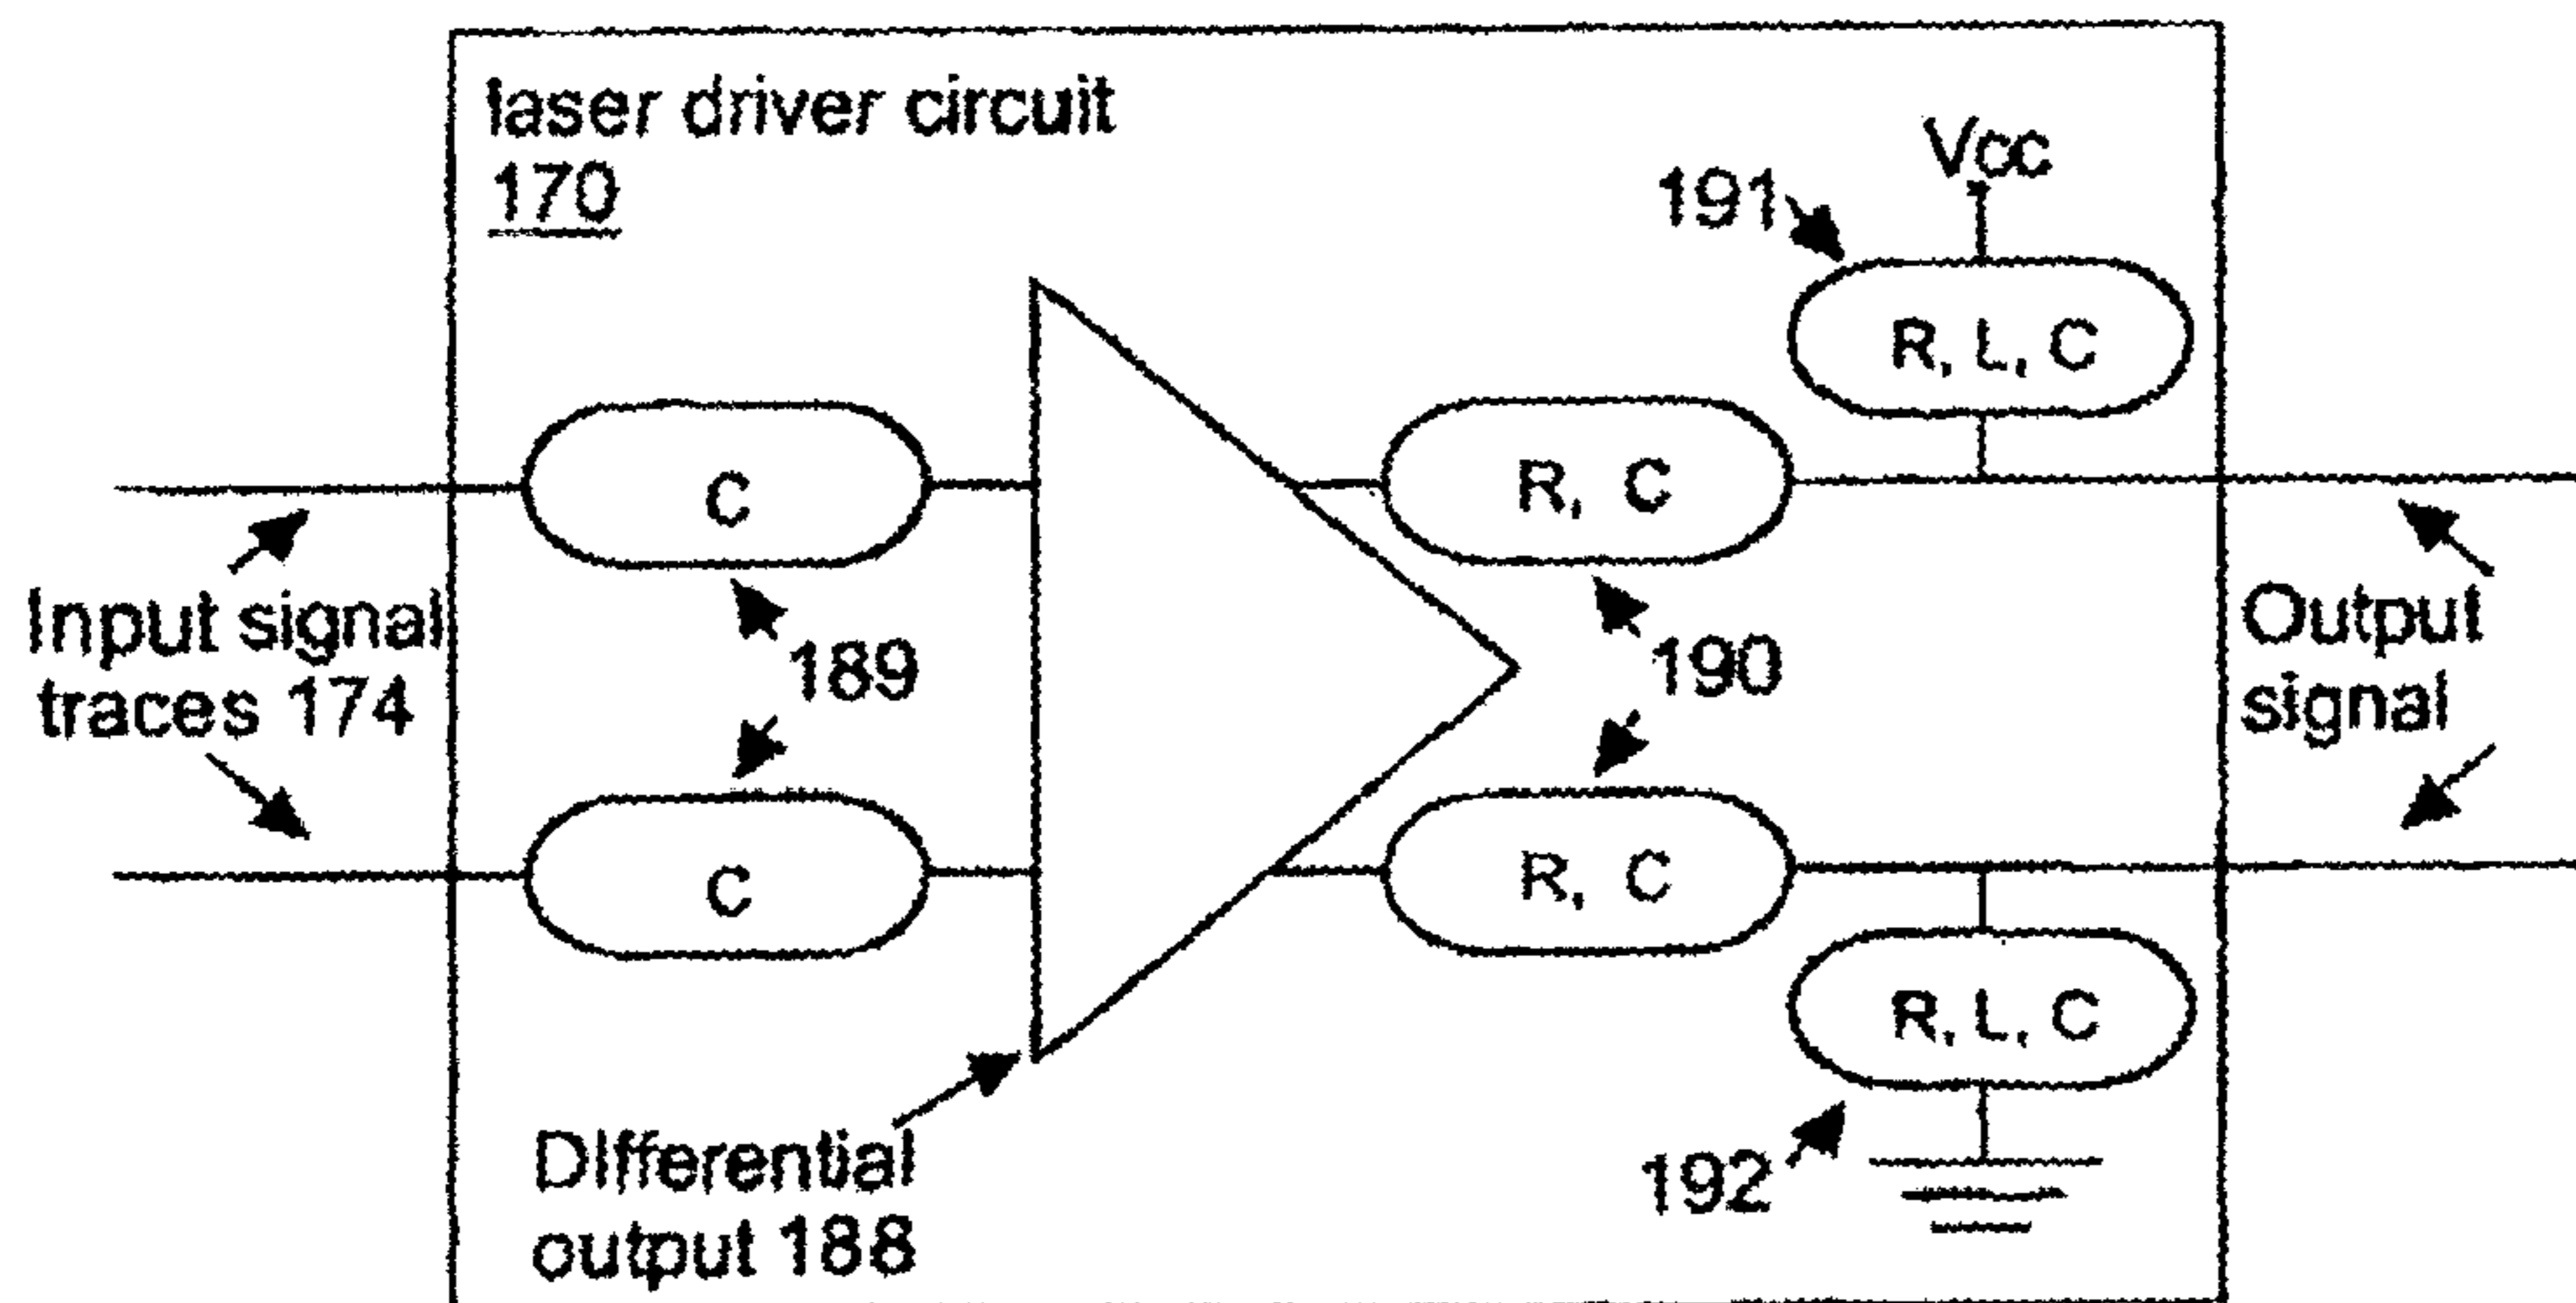 laser driver circuit
170
Vcc
191
R, L, C
C
R, C
Input signal
traces 174
189
190
Output
signal
C
R, C
R, L, C
192
DIfferential
output 188